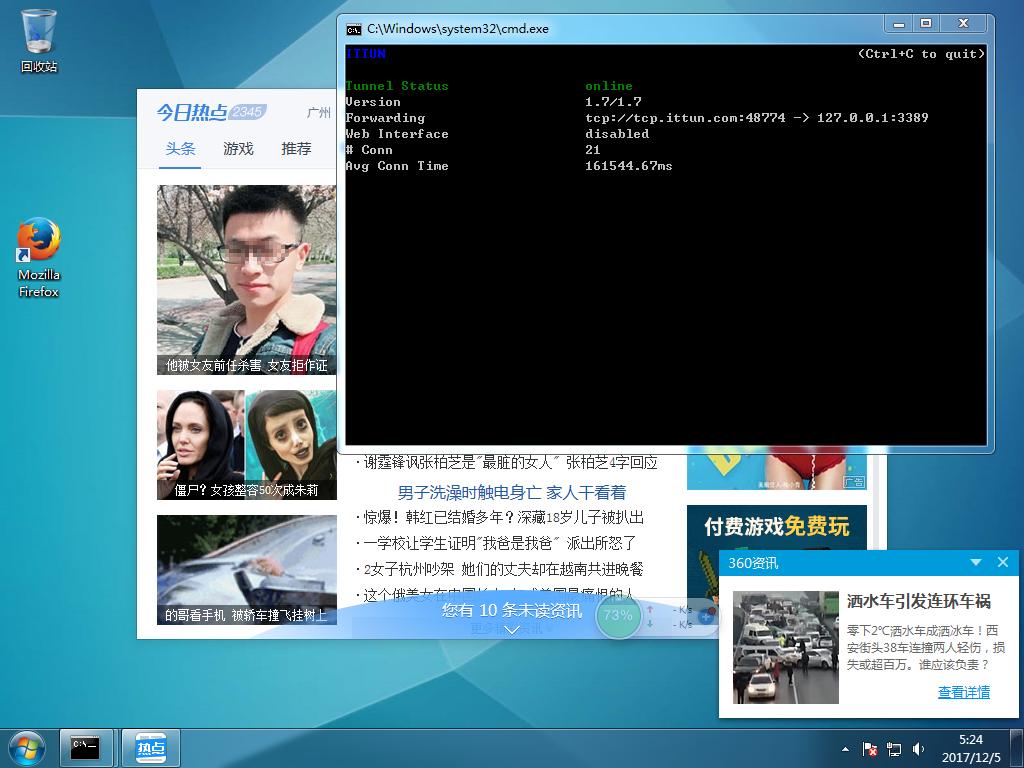 回收站
Mozilla
Firefox
今日热点 2345
广州
头条 游戏 推荐
他被女友前任杀害 女友拒作证
僵尸？女孩整容50次成朱莉
的哥看手机 被轿车撞飞挂树上
C:\Windows\system32\cmd.exe
iTTUN (Ctrl+C to quit)
Tunnel Status online
Version 1.7/1.7
Forwarding tcp://tcp.ittun.com:48774 -> 127.0.0.1:3389
Web Interface disabled
# Conn 21
Avg Conn Time 161544.67ms
·谢霆锋讽张柏芝是"最脏的女人" 张柏芝4字回应
男子洗澡时触电身亡 家人干看着
·惊爆！韩红已结婚多年？深藏18岁儿子被扒出
·一学校让学生证明"我爸是我爸" 派出所怒了
·2女子杭州吵架 她们的丈夫却在越南共进晚餐
您有 10 条未读资讯
73%
- K/s
- K/s
广告
付费游戏免费玩
360资讯
洒水车引发连环车祸
零下2℃洒水车成洒冰车！西
安街头38车连撞两人轻伤，损
失或超百万。谁应该负责？
查看详情
C:\
热点
5:24
2017/12/5